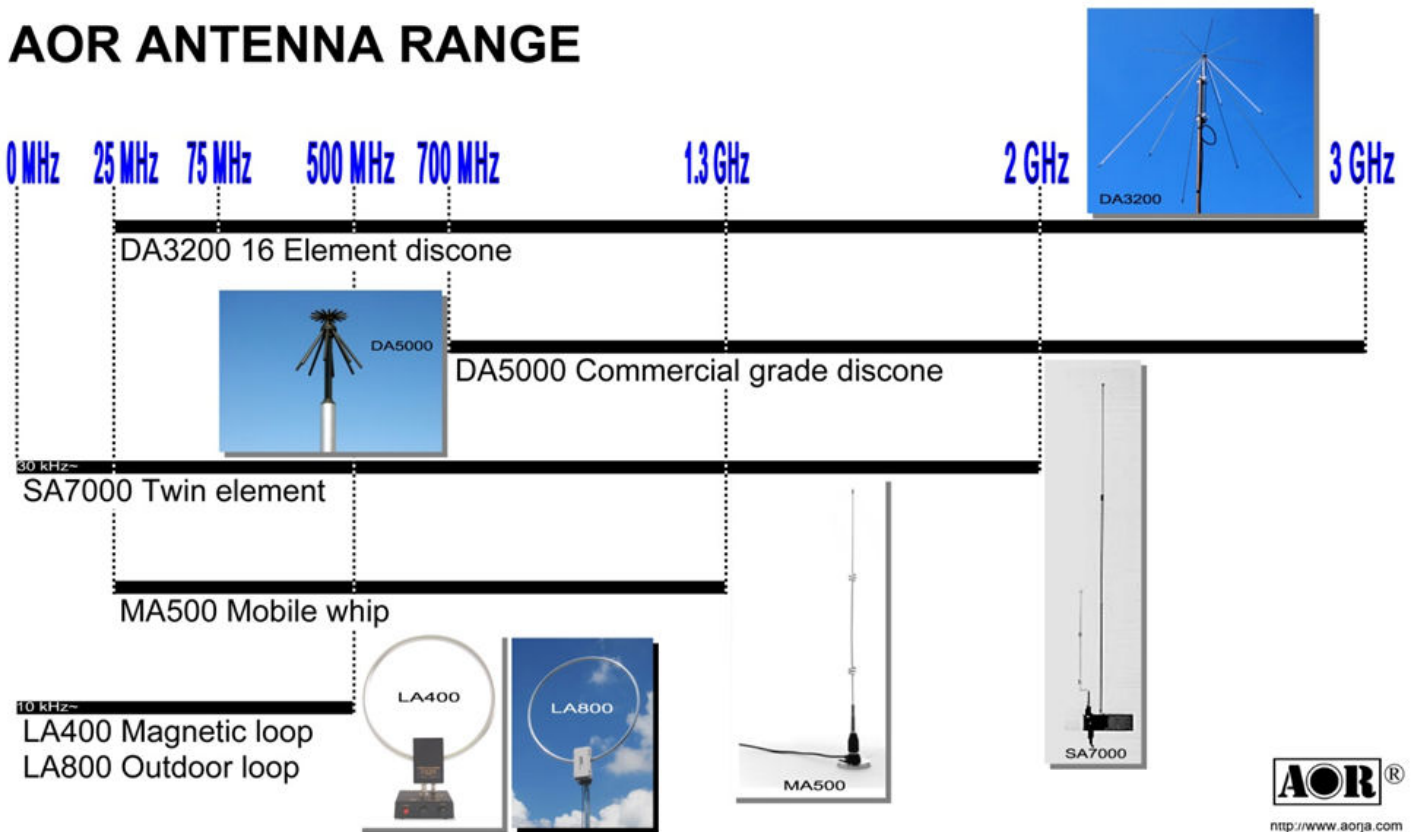 AOR ANTENNA RANGE
0 MHz 25 MHz 75 MHz 500 MHz 700 MHz 1.3 GHz 2 GHz 3 GHz
DA3200
DA3200 16 Element discone
DA5000
DA5000 Commercial grade discone
30 kHz~
SA7000 Twin element
MA500 Mobile whip
LA400
LA800
10 kHz~
LA400 Magnetic loop
LA800 Outdoor loop
MA500
SA7000
AOR®
http://www.aorja.com